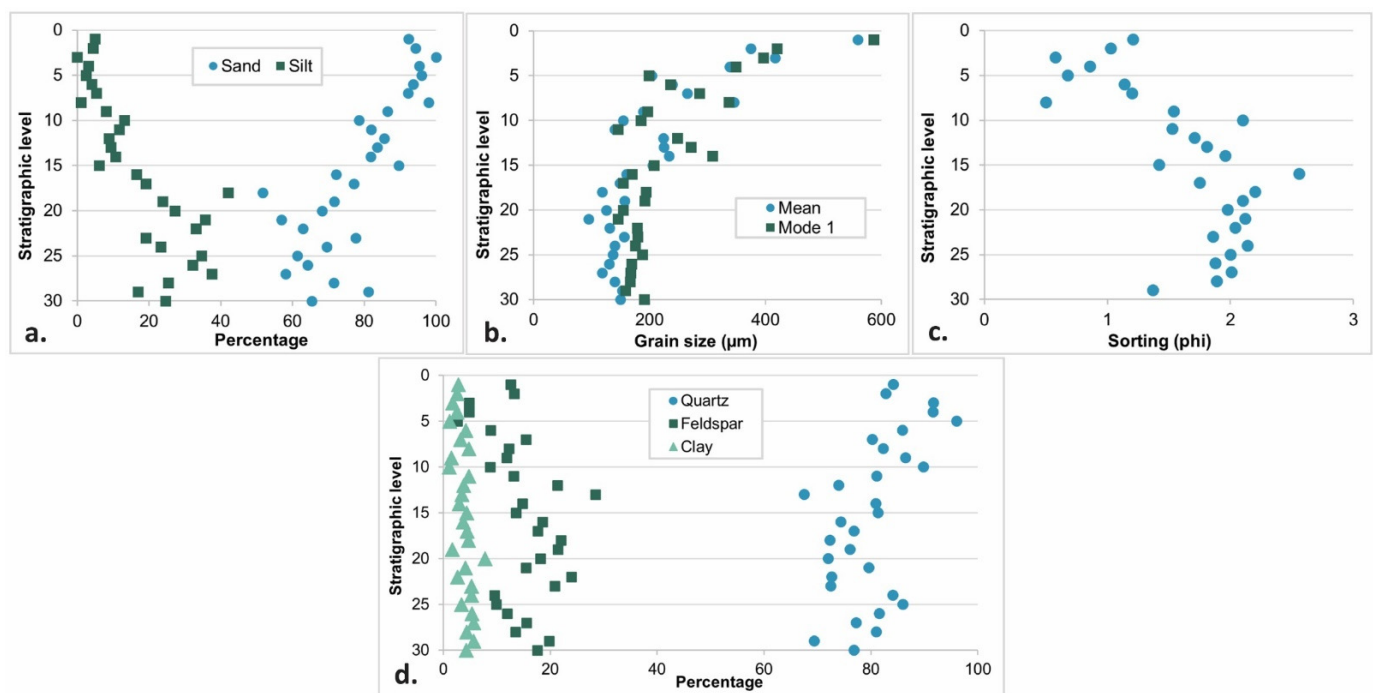 0
5
10
15
20
25
30
Stratigraphic level
Sand Silt
0 20 40 60 80 100
Percentage
a.
0
5
10
15
20
25
30
Stratigraphic level
Mean
Mode 1
0 200 400 600
Grain size (µm)
b.
0
5
10
15
20
25
30
Stratigraphic level
0 1 2 3
Sorting (phi)
c.
0
5
10
15
20
25
30
Stratigraphic level
Quartz
Feldspar
Clay
0 20 40 60 80 100
Percentage
d.